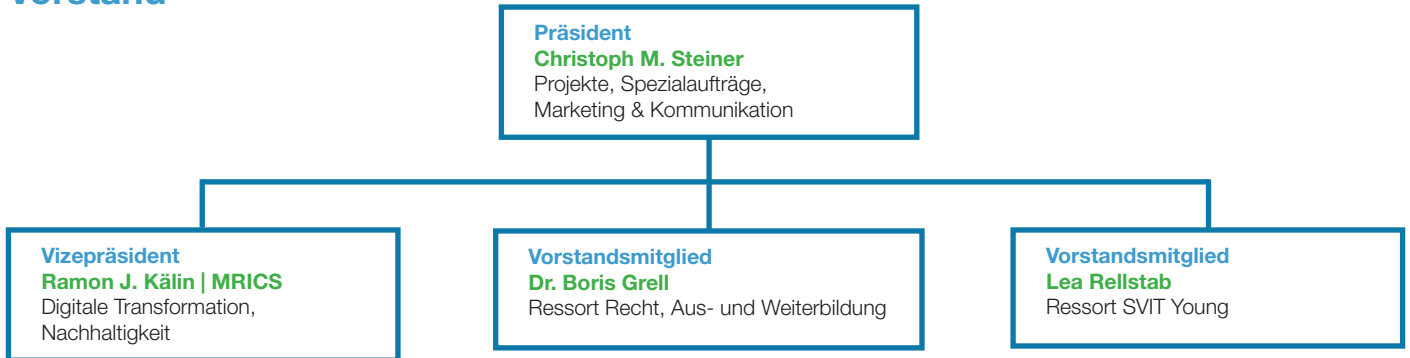 Vorstand
Präsident
Christoph M. Steiner
Projekte, Spezialaufträge,
Marketing & Kommunikation
Vizepräsident
Ramon J. Kälin | MRICS
Digitale Transformation,
Nachhaltigkeit
Vorstandsmitglied
Dr. Boris Grell
Ressort Recht, Aus- und Weiterbildung
Vorstandsmitglied
Lea Rellstab
Ressort SVIT Young